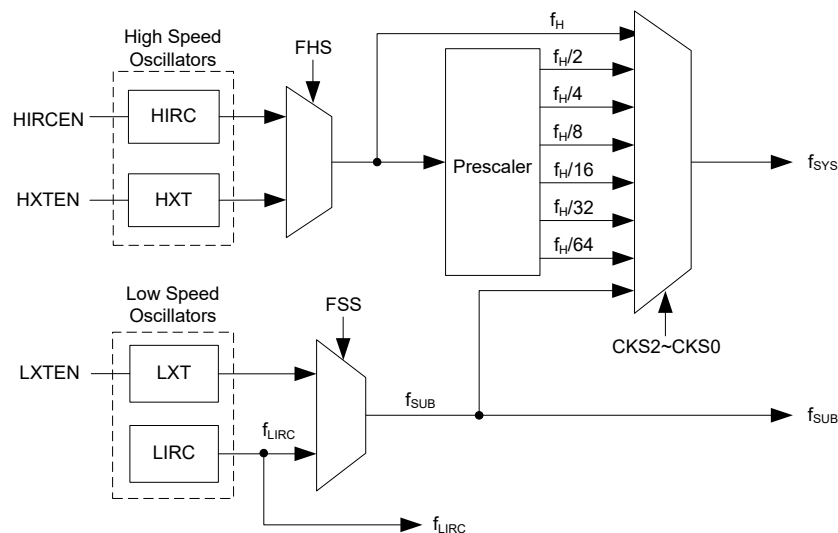 High Speed
Oscillators
FHS
HIRCEN
HIRC
HXTEN
HXT
f_H
Prescaler
f_H/2
f_H/4
f_H/8
f_H/16
f_H/32
f_H/64
f_SYS
CKS2~CKS0
Low Speed
Oscillators
FSS
LXTEN
LXT
LIRC
f_LIRC
f_SUB
f_SUB
f_LIRC